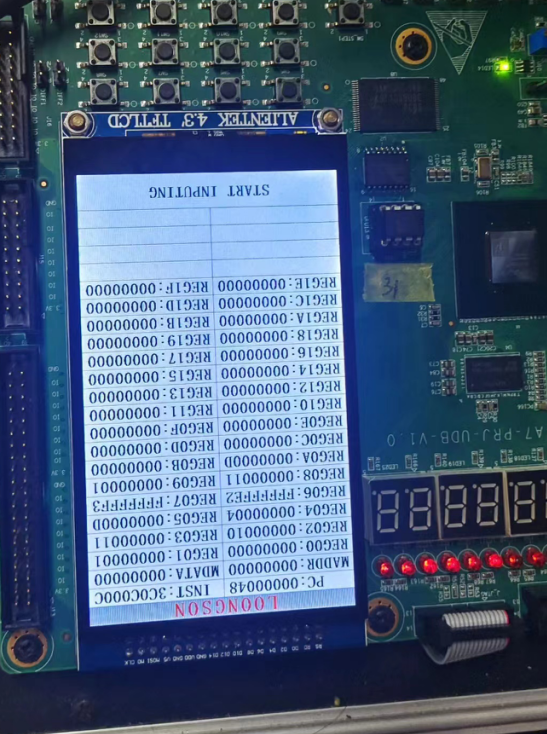 LOONGSON
PC:00000048 INST:3C0C000C
MADDR:00000000 MDATA:00000000
REG00:00000000 REG01:00000001
REG02:00000010 REG03:00000011
REG04:00000004 REG05:0000000D
REG06:FFFFFFE2 REG07:FFFFFFF3
REG08:00000011 REG09:00000001
REG0A:0000000D REG0B:00000000
REG0C:00000000 REG0D:00000000
REG0E:00000000 REG0F:00000000
REG10:00000000 REG11:00000000
REG12:00000000 REG13:00000000
REG14:00000000 REG15:00000000
REG16:00000000 REG17:00000000
REG18:00000000 REG19:00000000
REG1A:00000000 REG1B:00000000
REG1C:00000000 REG1D:00000000
REG1E:00000000 REG1F:00000000
START INPUTING
ALIENTEK 4.3' TFTLCD
31
A7-PRJ-UDB-V1.0